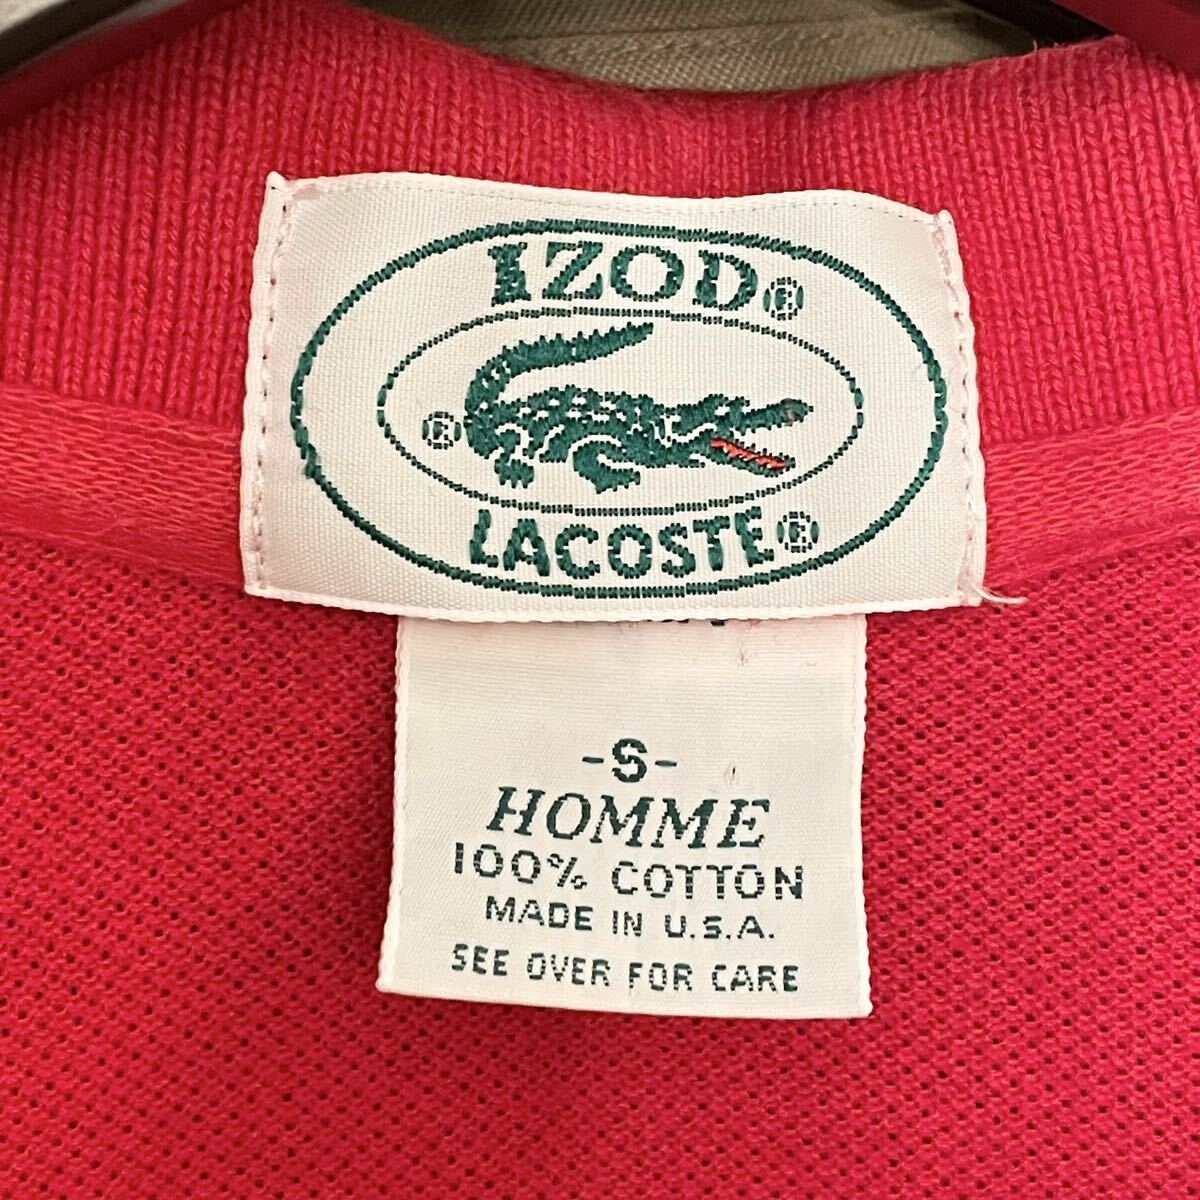 IZOD®
®
LACOSTE®
-S-
HOMME
100% COTTON
MADE IN U.S.A.
SEE OVER FOR CARE